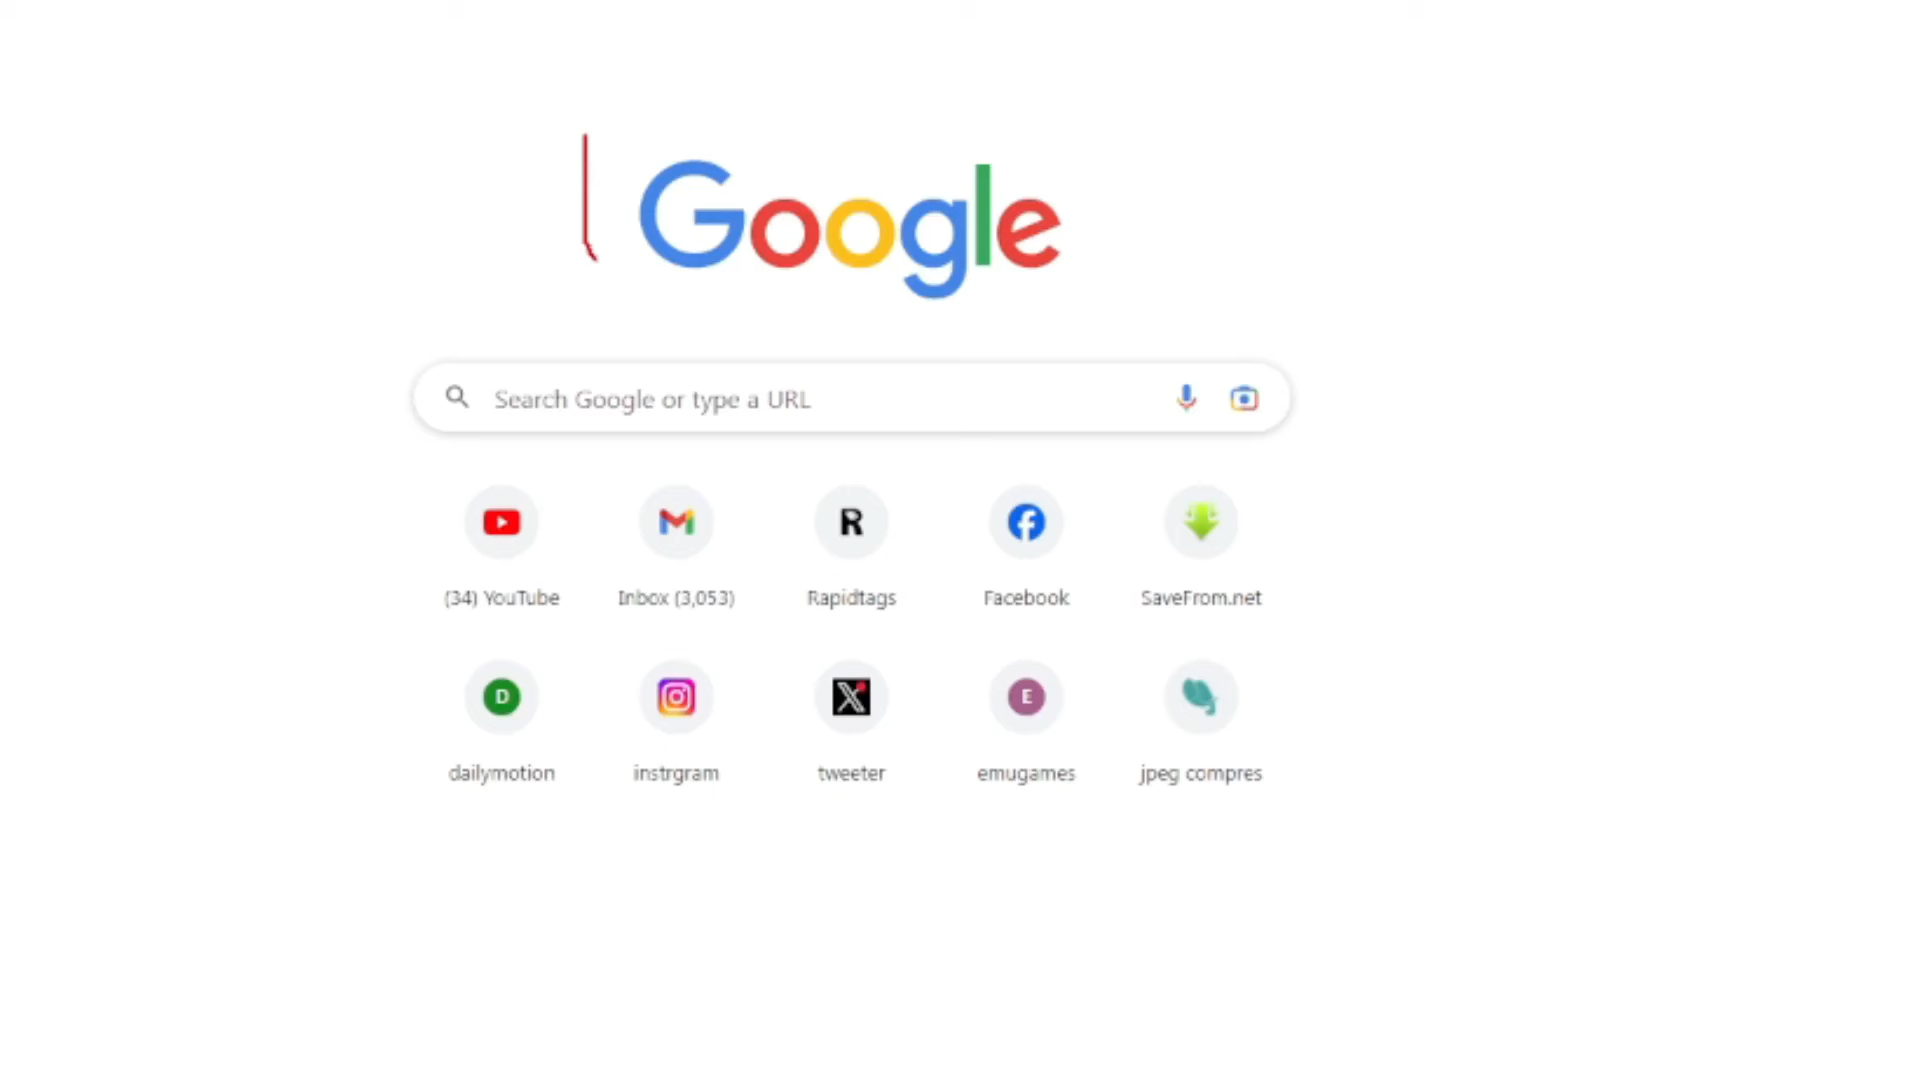 Google
Search Google or type a URL
(34) YouTube
Inbox (3,053)
R
Rapidtags
Facebook
SaveFrom.net
D
dailymotion
instrgram
tweeter
E
emugames
jpeg compres